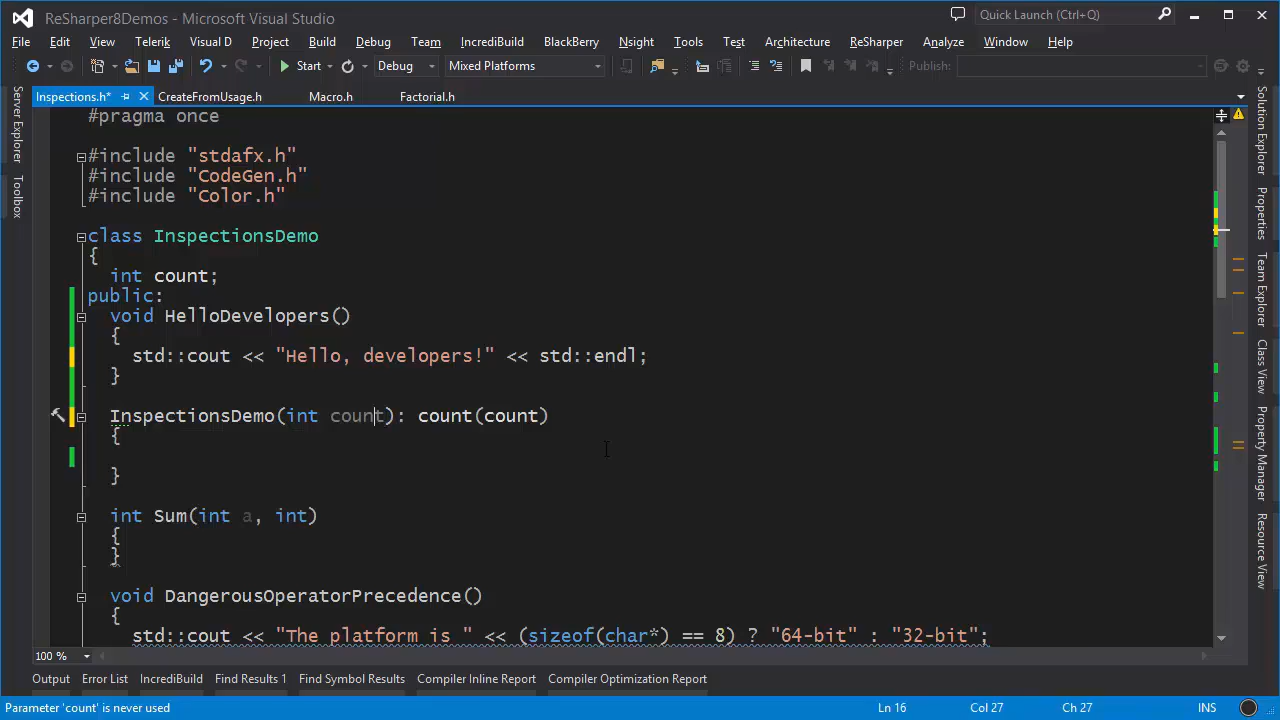 ReSharper8Demos - Microsoft Visual Studio
Quick Launch (Ctrl+Q)
File Edit View Telerik Visual D Project Build Debug Team IncrediBuild BlackBerry Nsight Tools Test Architecture ReSharper Analyze Window Help
Start Debug Mixed Platforms Publish:
Inspections.h* CreateFromUsage.h Macro.h Factorial.h
Server Explorer
Toolbox
#pragma once
#include "stdafx.h"
#include "CodeGen.h"
#include "Color.h"
class InspectionsDemo
{
int count;
public:
void HelloDevelopers()
{
std::cout << "Hello, developers!" << std::endl;
}
InspectionsDemo(int count): count(count)
{
}
int Sum(int a, int)
{
}
void DangerousOperatorPrecedence()
{
std::cout << "The platform is " << (sizeof(char*) == 8) ? "64-bit" : "32-bit";
Solution Explorer
Properties
Team Explorer
Class View
Property Manager
Resource View
100 %
Output Error List IncrediBuild Find Results 1 Find Symbol Results Compiler Inline Report Compiler Optimization Report
Parameter 'count' is never used Ln 16 Col 27 Ch 27 INS